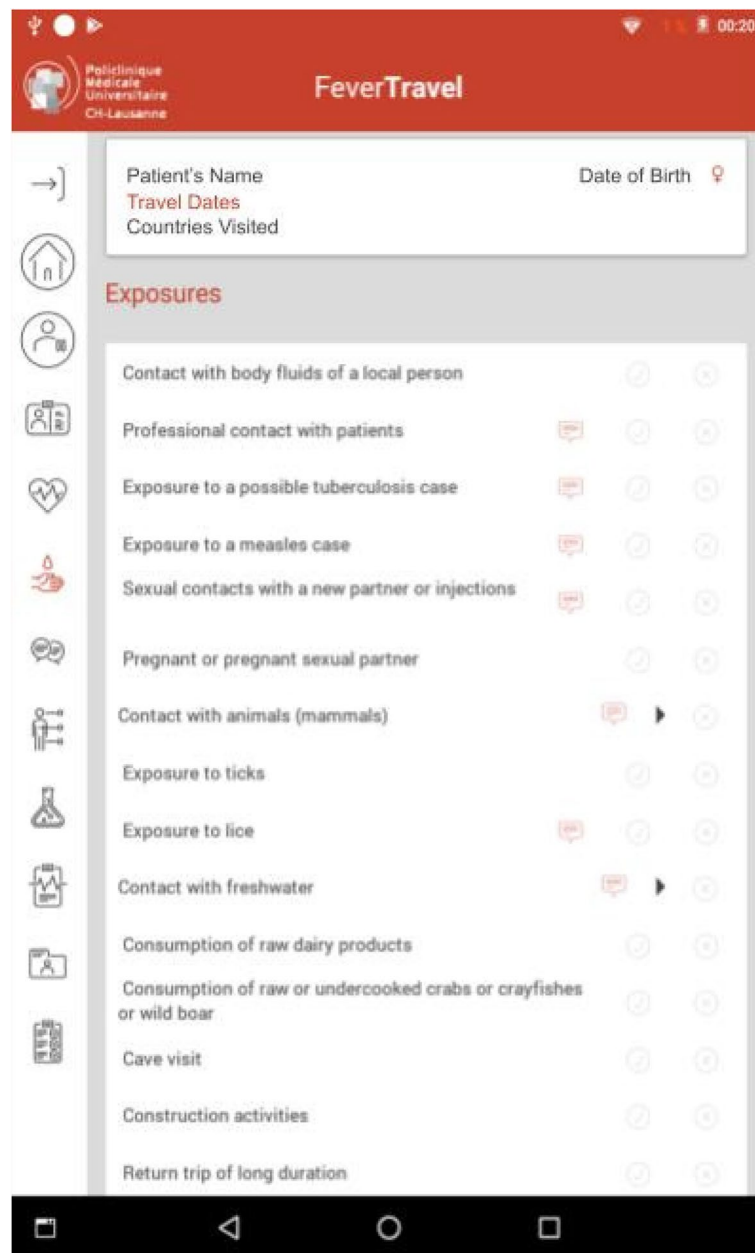 1 % 00:20
Policlinique
Médicale
Universitaire
CH-Lausanne
FeverTravel
Patient's Name Date of Birth ♀
Travel Dates
Countries Visited
Exposures
Contact with body fluids of a local person
Professional contact with patients
Exposure to a possible tuberculosis case
Exposure to a measles case
Sexual contacts with a new partner or injections
Pregnant or pregnant sexual partner
Contact with animals (mammals)
Exposure to ticks
Exposure to lice
Contact with freshwater
Consumption of raw dairy products
Consumption of raw or undercooked crabs or crayfishes
or wild boar
Cave visit
Construction activities
Return trip of long duration